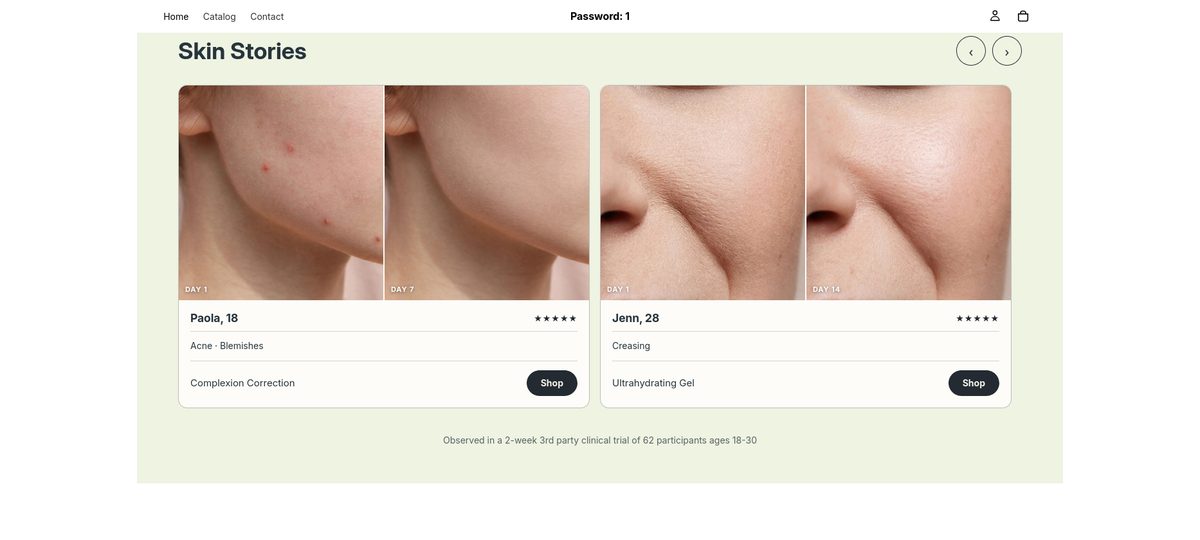 Home Catalog Contact Password: 1
Skin Stories
‹ ›
DAY 1 DAY 7 DAY 1 DAY 14
Paola, 18 ★★★★★ Jenn, 28 ★★★★★
Acne · Blemishes Creasing
Complexion Correction Shop Ultrahydrating Gel Shop
Observed in a 2-week 3rd party clinical trial of 62 participants ages 18-30